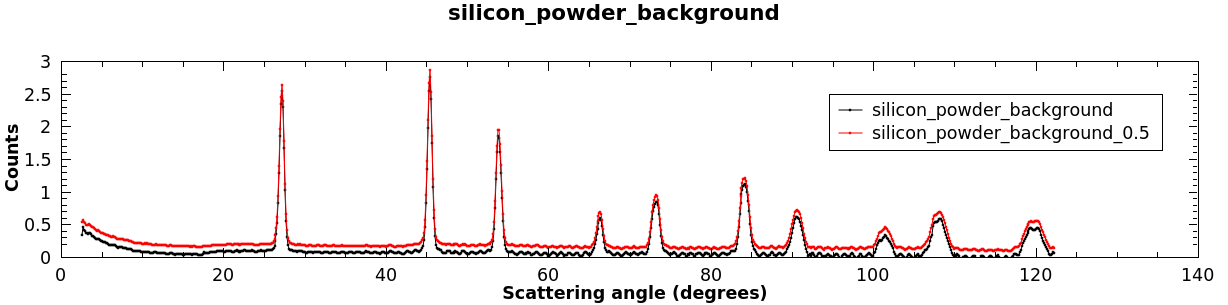 silicon_powder_background
3
2.5
2
1.5
1
0.5
0
Counts
silicon_powder_background
silicon_powder_background_0.5
0 20 40 60 80 100 120 140
Scattering angle (degrees)